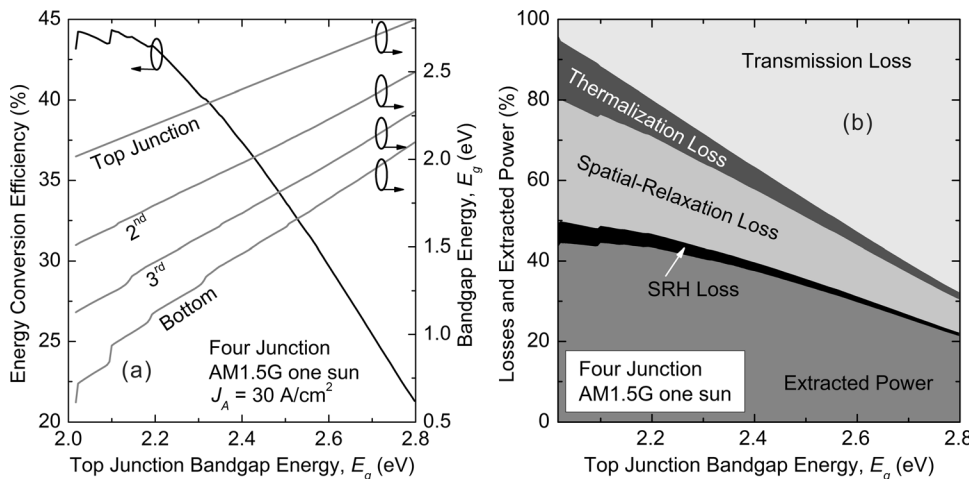 45
40
35
30
25
20
Energy Conversion Efficiency (%)
Top Junction
2nd
3rd
Bottom
(a)
Four Junction
AM1.5G one sun
J_A = 30 A/cm²
2.5
2.0
1.5
1.0
0.5
Bandgap Energy, E_g (eV)
2.0 2.2 2.4 2.6 2.8
Top Junction Bandgap Energy, E_g (eV)
100
80
60
40
20
0
Losses and Extracted Power (%)
Transmission Loss
(b)
Thermalization Loss
Spatial-Relaxation Loss
SRH Loss
Extracted Power
Four Junction
AM1.5G one sun
2.2 2.4 2.6 2.8
Top Junction Bandgap Energy, E_g (eV)